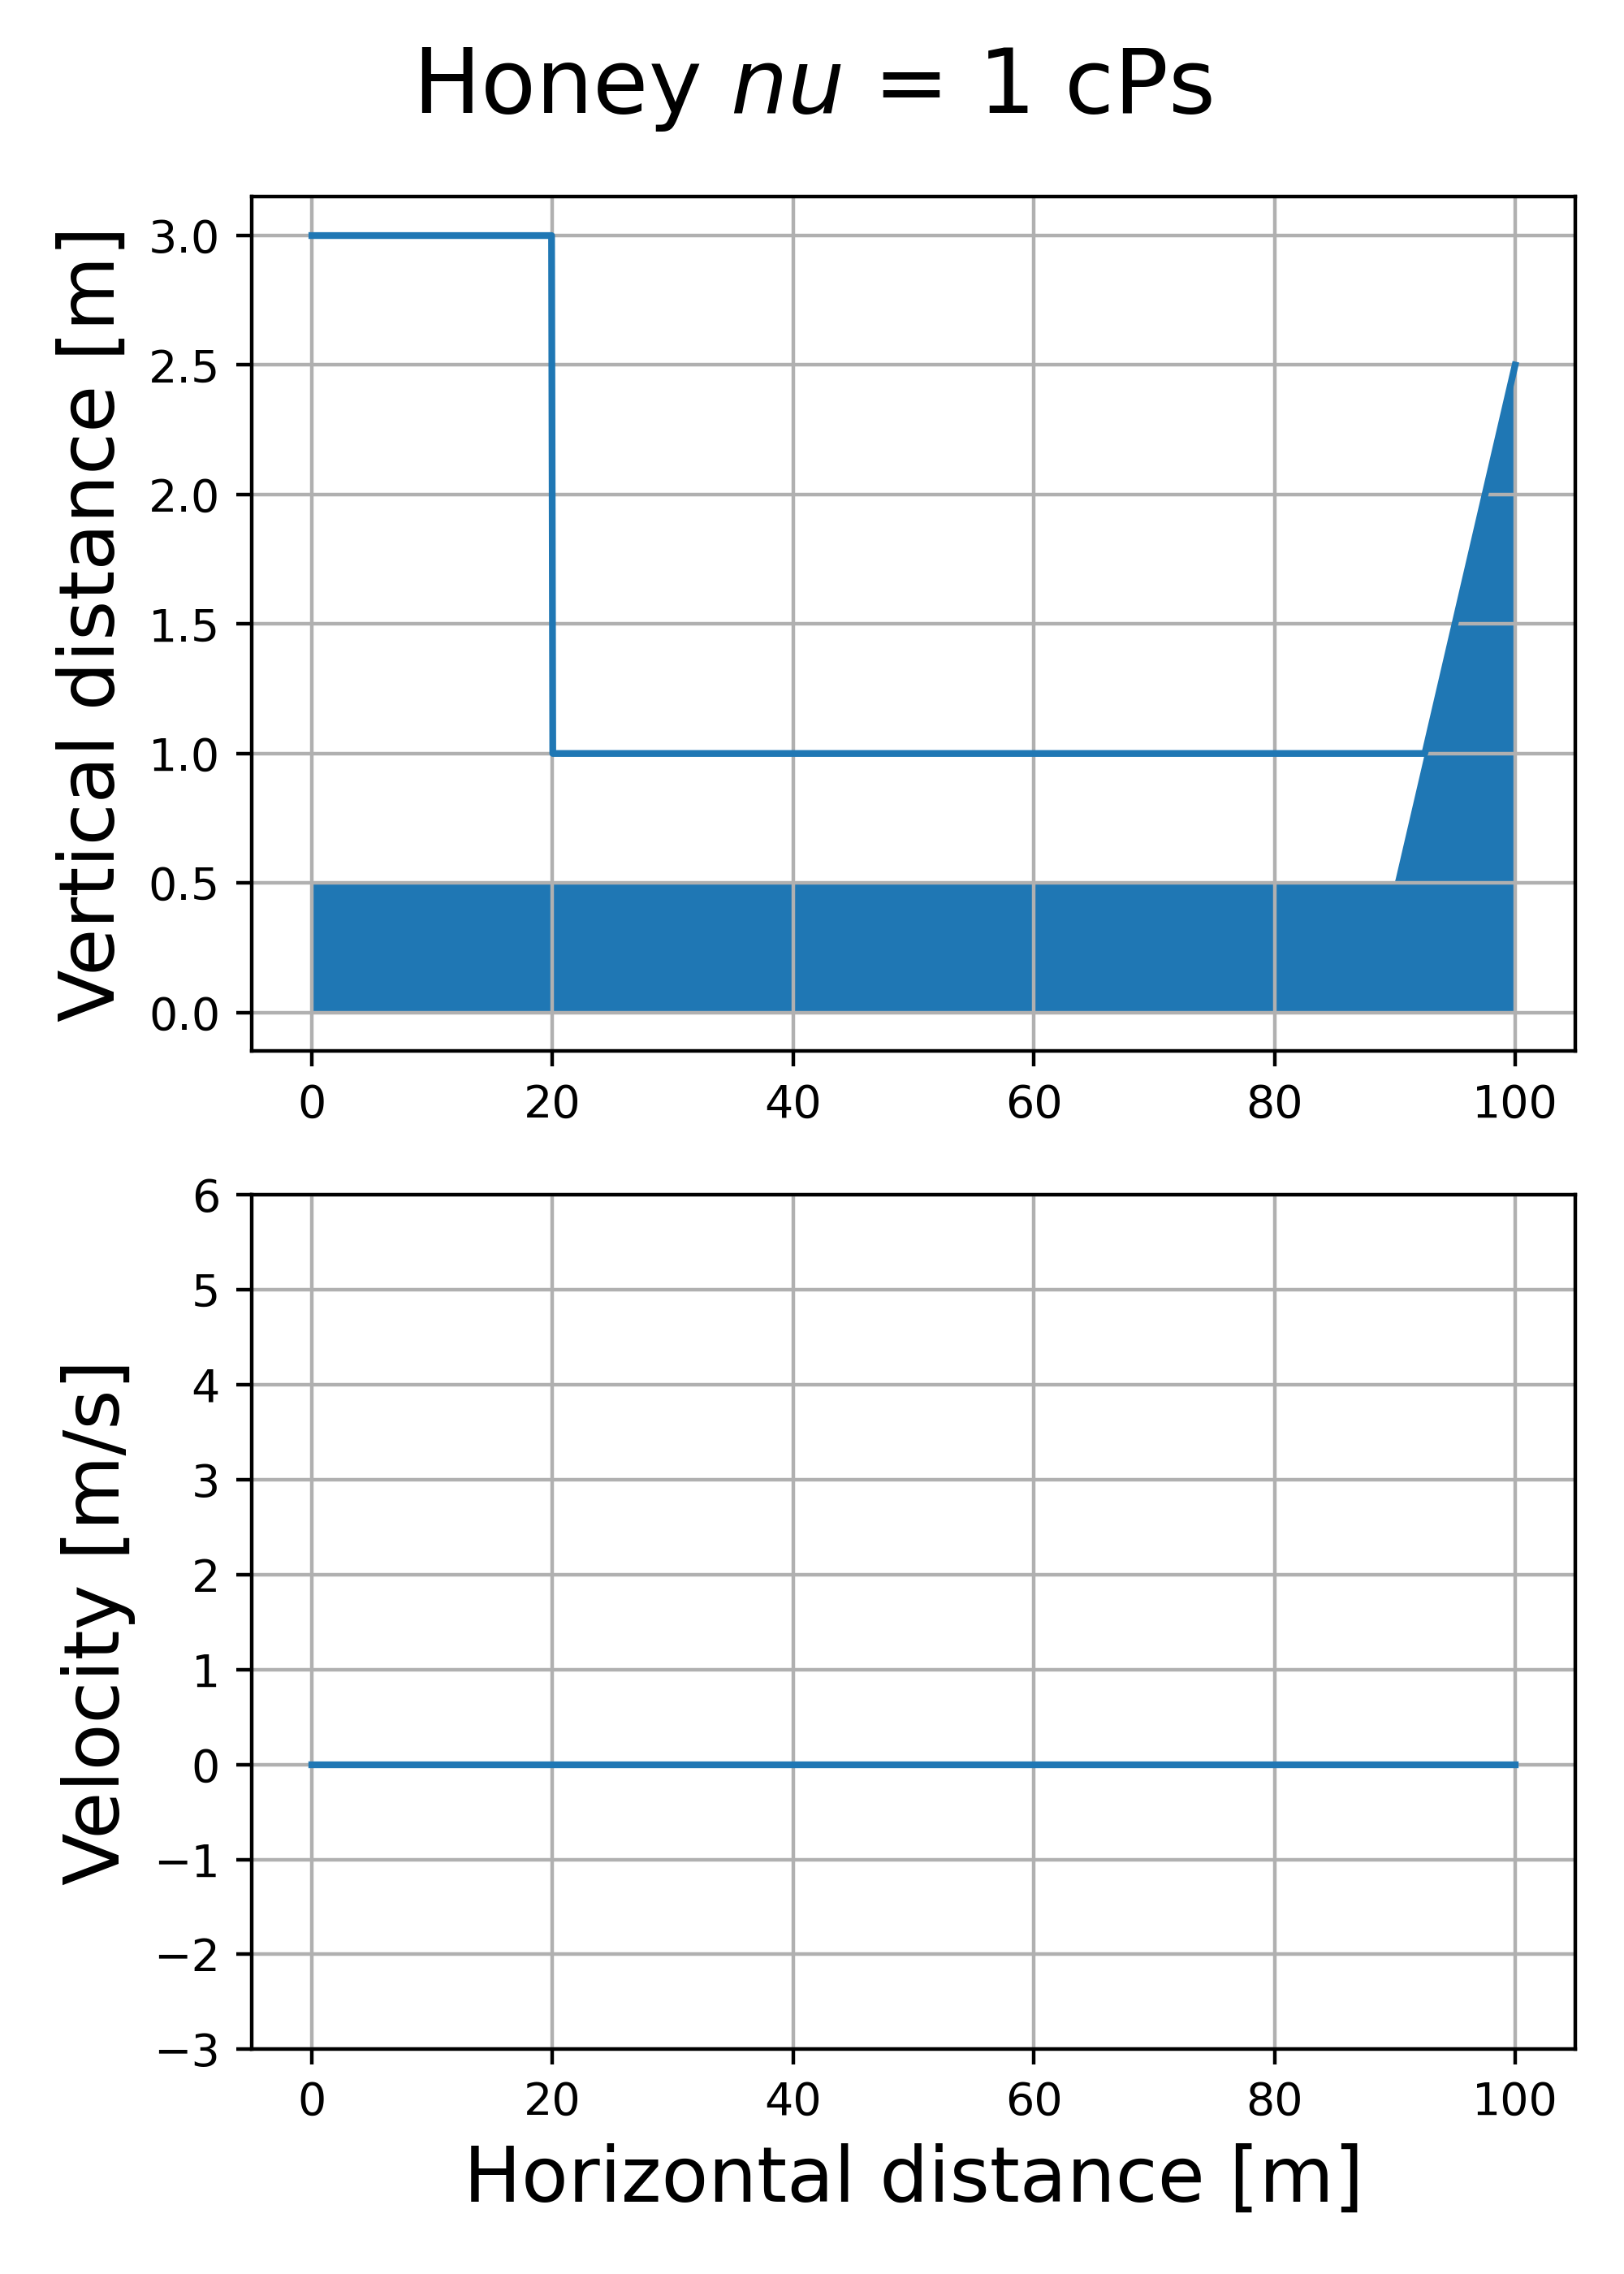 Honey nu = 1 cPs
Vertical distance [m]
3.0
2.5
2.0
1.5
1.0
0.5
0.0
0 20 40 60 80 100
Velocity [m/s]
6
5
4
3
2
1
0
−1
−2
−3
0 20 40 60 80 100
Horizontal distance [m]